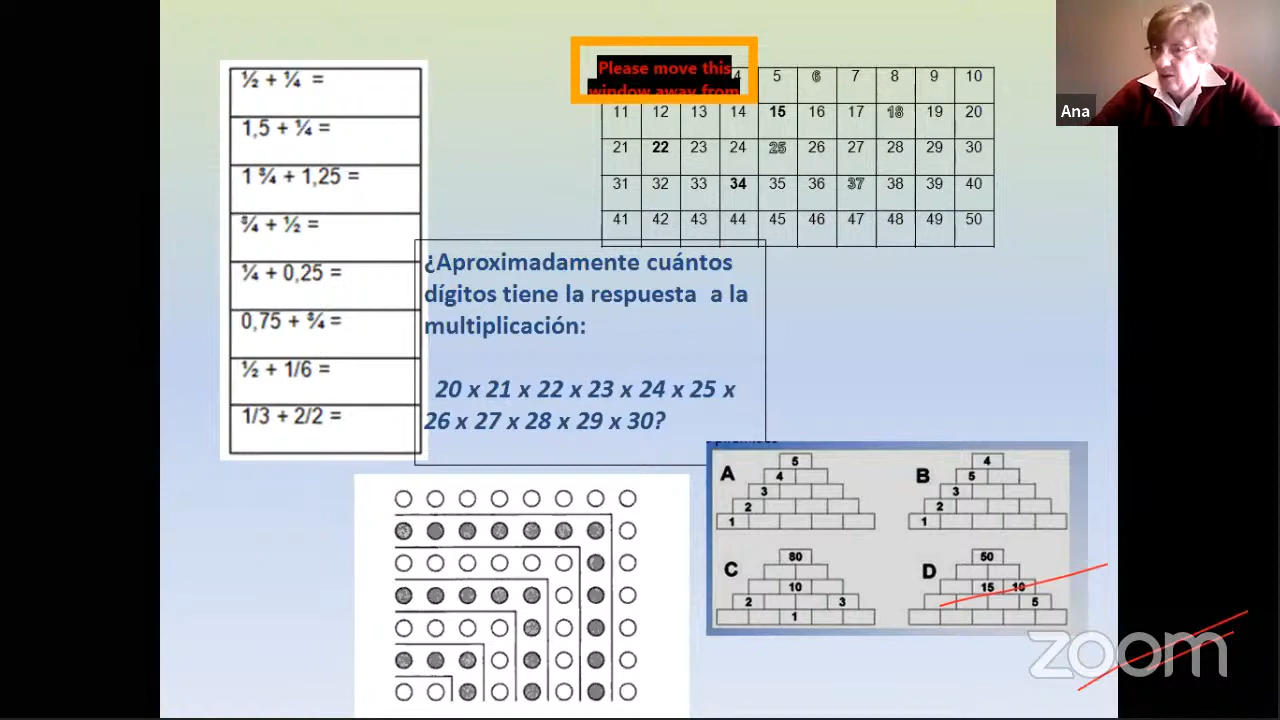 ½ + ¼ =
1,5 + ¼ =
1 ¾ + 1,25 =
¾ + ½ =
¼ + 0,25 =
0,75 + ¾ =
½ + 1/6 =
1/3 + 2/2 =
Please move this
window away from
4 5 6 7 8 9 10
11 12 13 14 15 16 17 18 19 20
21 22 23 24 25 26 27 28 29 30
31 32 33 34 35 36 37 38 39 40
41 42 43 44 45 46 47 48 49 50
Ana
¿Aproximadamente cuántos
dígitos tiene la respuesta a la
multiplicación:
20 x 21 x 22 x 23 x 24 x 25 x
26 x 27 x 28 x 29 x 30?
A
5
4
3
2
1
B
4
5
3
2
1
C
80
10
2 3
1
D
50
15 10
5
zoom